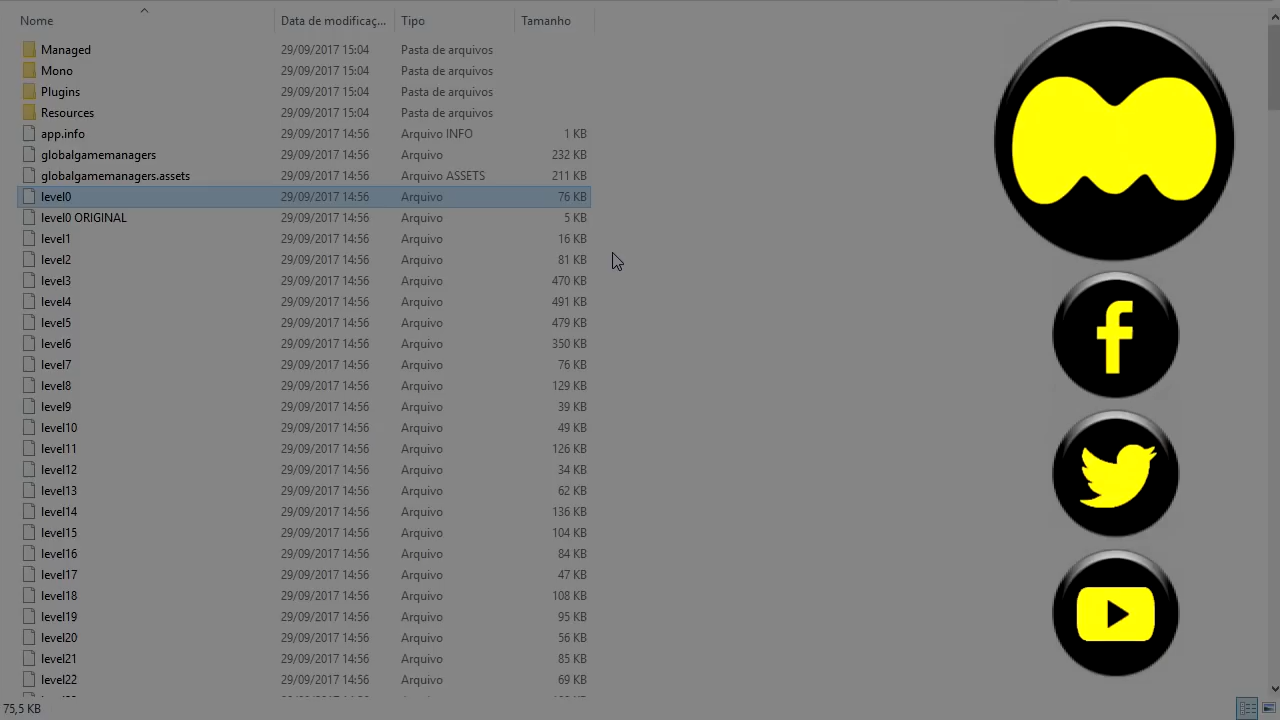 Nome Data de modificaç... Tipo Tamanho
Managed 29/09/2017 15:04 Pasta de arquivos
Mono 29/09/2017 15:04 Pasta de arquivos
Plugins 29/09/2017 15:04 Pasta de arquivos
Resources 29/09/2017 15:04 Pasta de arquivos
app.info 29/09/2017 14:56 Arquivo INFO 1 KB
globalgamemanagers 29/09/2017 14:56 Arquivo 232 KB
globalgamemanagers.assets 29/09/2017 14:56 Arquivo ASSETS 211 KB
level0 29/09/2017 14:56 Arquivo 76 KB
level0 ORIGINAL 29/09/2017 14:56 Arquivo 5 KB
level1 29/09/2017 14:56 Arquivo 16 KB
level2 29/09/2017 14:56 Arquivo 81 KB
level3 29/09/2017 14:56 Arquivo 470 KB
level4 29/09/2017 14:56 Arquivo 491 KB
level5 29/09/2017 14:56 Arquivo 479 KB
level6 29/09/2017 14:56 Arquivo 350 KB
level7 29/09/2017 14:56 Arquivo 76 KB
level8 29/09/2017 14:56 Arquivo 129 KB
level9 29/09/2017 14:56 Arquivo 39 KB
level10 29/09/2017 14:56 Arquivo 49 KB
level11 29/09/2017 14:56 Arquivo 126 KB
level12 29/09/2017 14:56 Arquivo 34 KB
level13 29/09/2017 14:56 Arquivo 62 KB
level14 29/09/2017 14:56 Arquivo 136 KB
level15 29/09/2017 14:56 Arquivo 104 KB
level16 29/09/2017 14:56 Arquivo 84 KB
level17 29/09/2017 14:56 Arquivo 47 KB
level18 29/09/2017 14:56 Arquivo 108 KB
level19 29/09/2017 14:56 Arquivo 95 KB
level20 29/09/2017 14:56 Arquivo 56 KB
level21 29/09/2017 14:56 Arquivo 85 KB
level22 29/09/2017 14:56 Arquivo 69 KB
75,5 KB